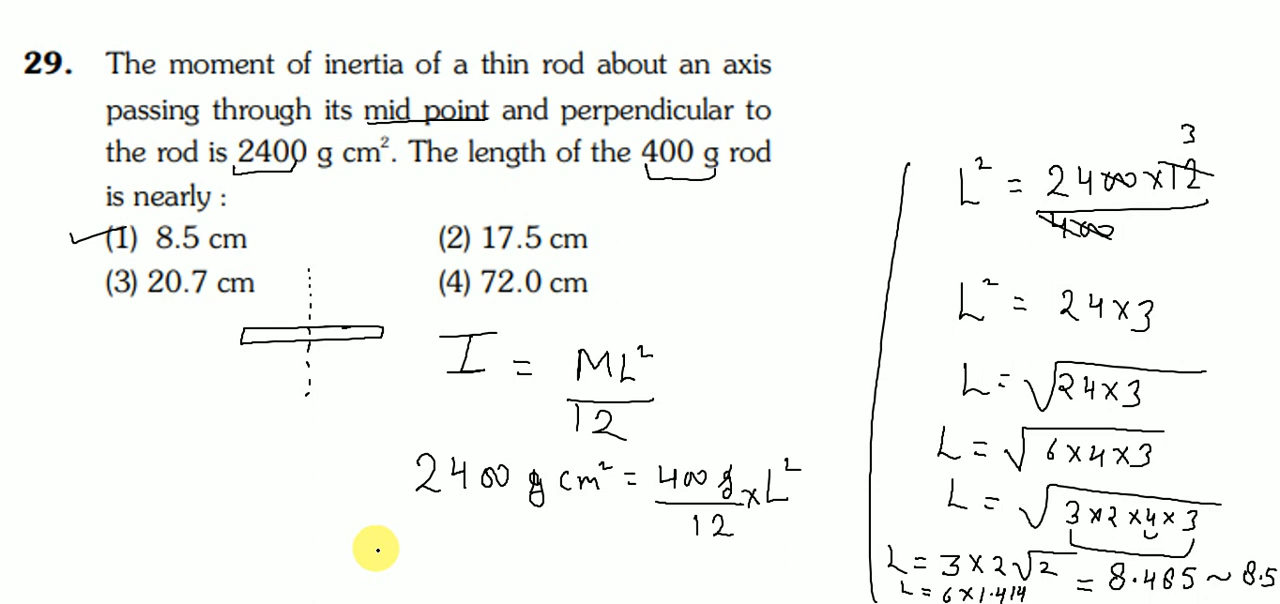 29. The moment of inertia of a thin rod about an axis
passing through its mid point and perpendicular to
the rod is 2400 g cm². The length of the 400 g rod
is nearly :
(1) 8.5 cm (2) 17.5 cm
(3) 20.7 cm (4) 72.0 cm
I = ML²/12
2400 g cm² = 400 g/12 × L²
3
L² = 2400 × 12/400
L² = 24 × 3
L = √24 × 3
L = √6 × 4 × 3
L = √3 × 2 × 4 × 3
L = 3 × 2√2 = 8.485 ~ 8.5
L = 6 × 1.414